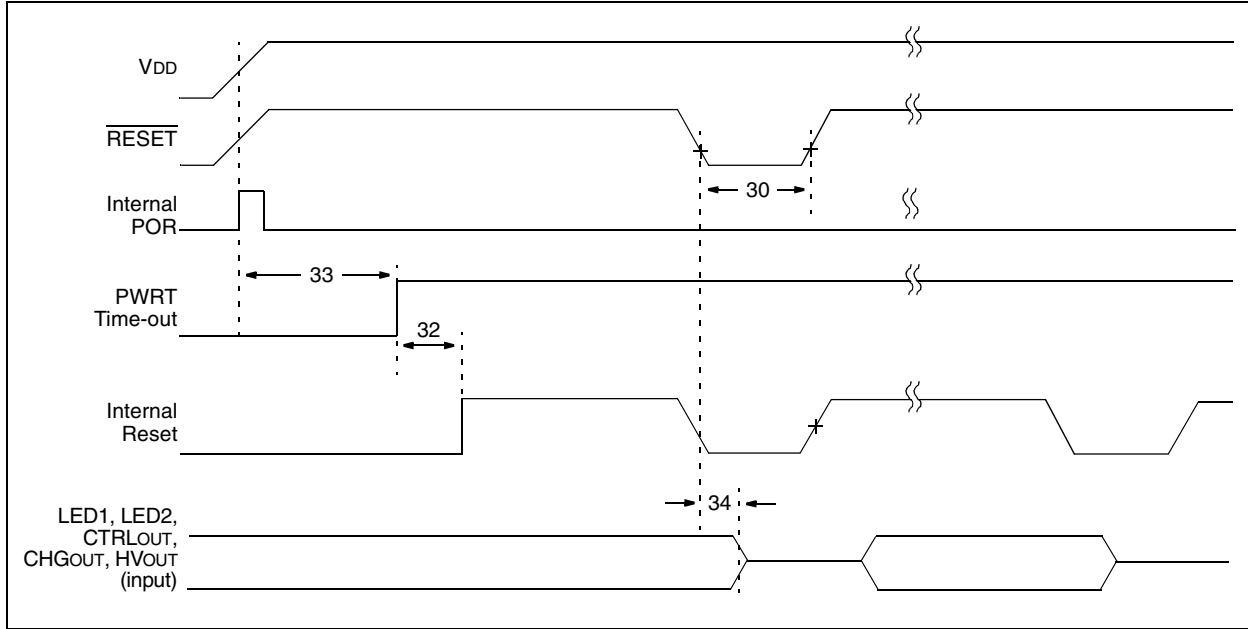 VDD
RESET
Internal
POR
30
33
PWRT
Time-out
32
Internal
Reset
34
LED1, LED2,
CTRLOUT,
CHGOUT, HVOUT
(input)